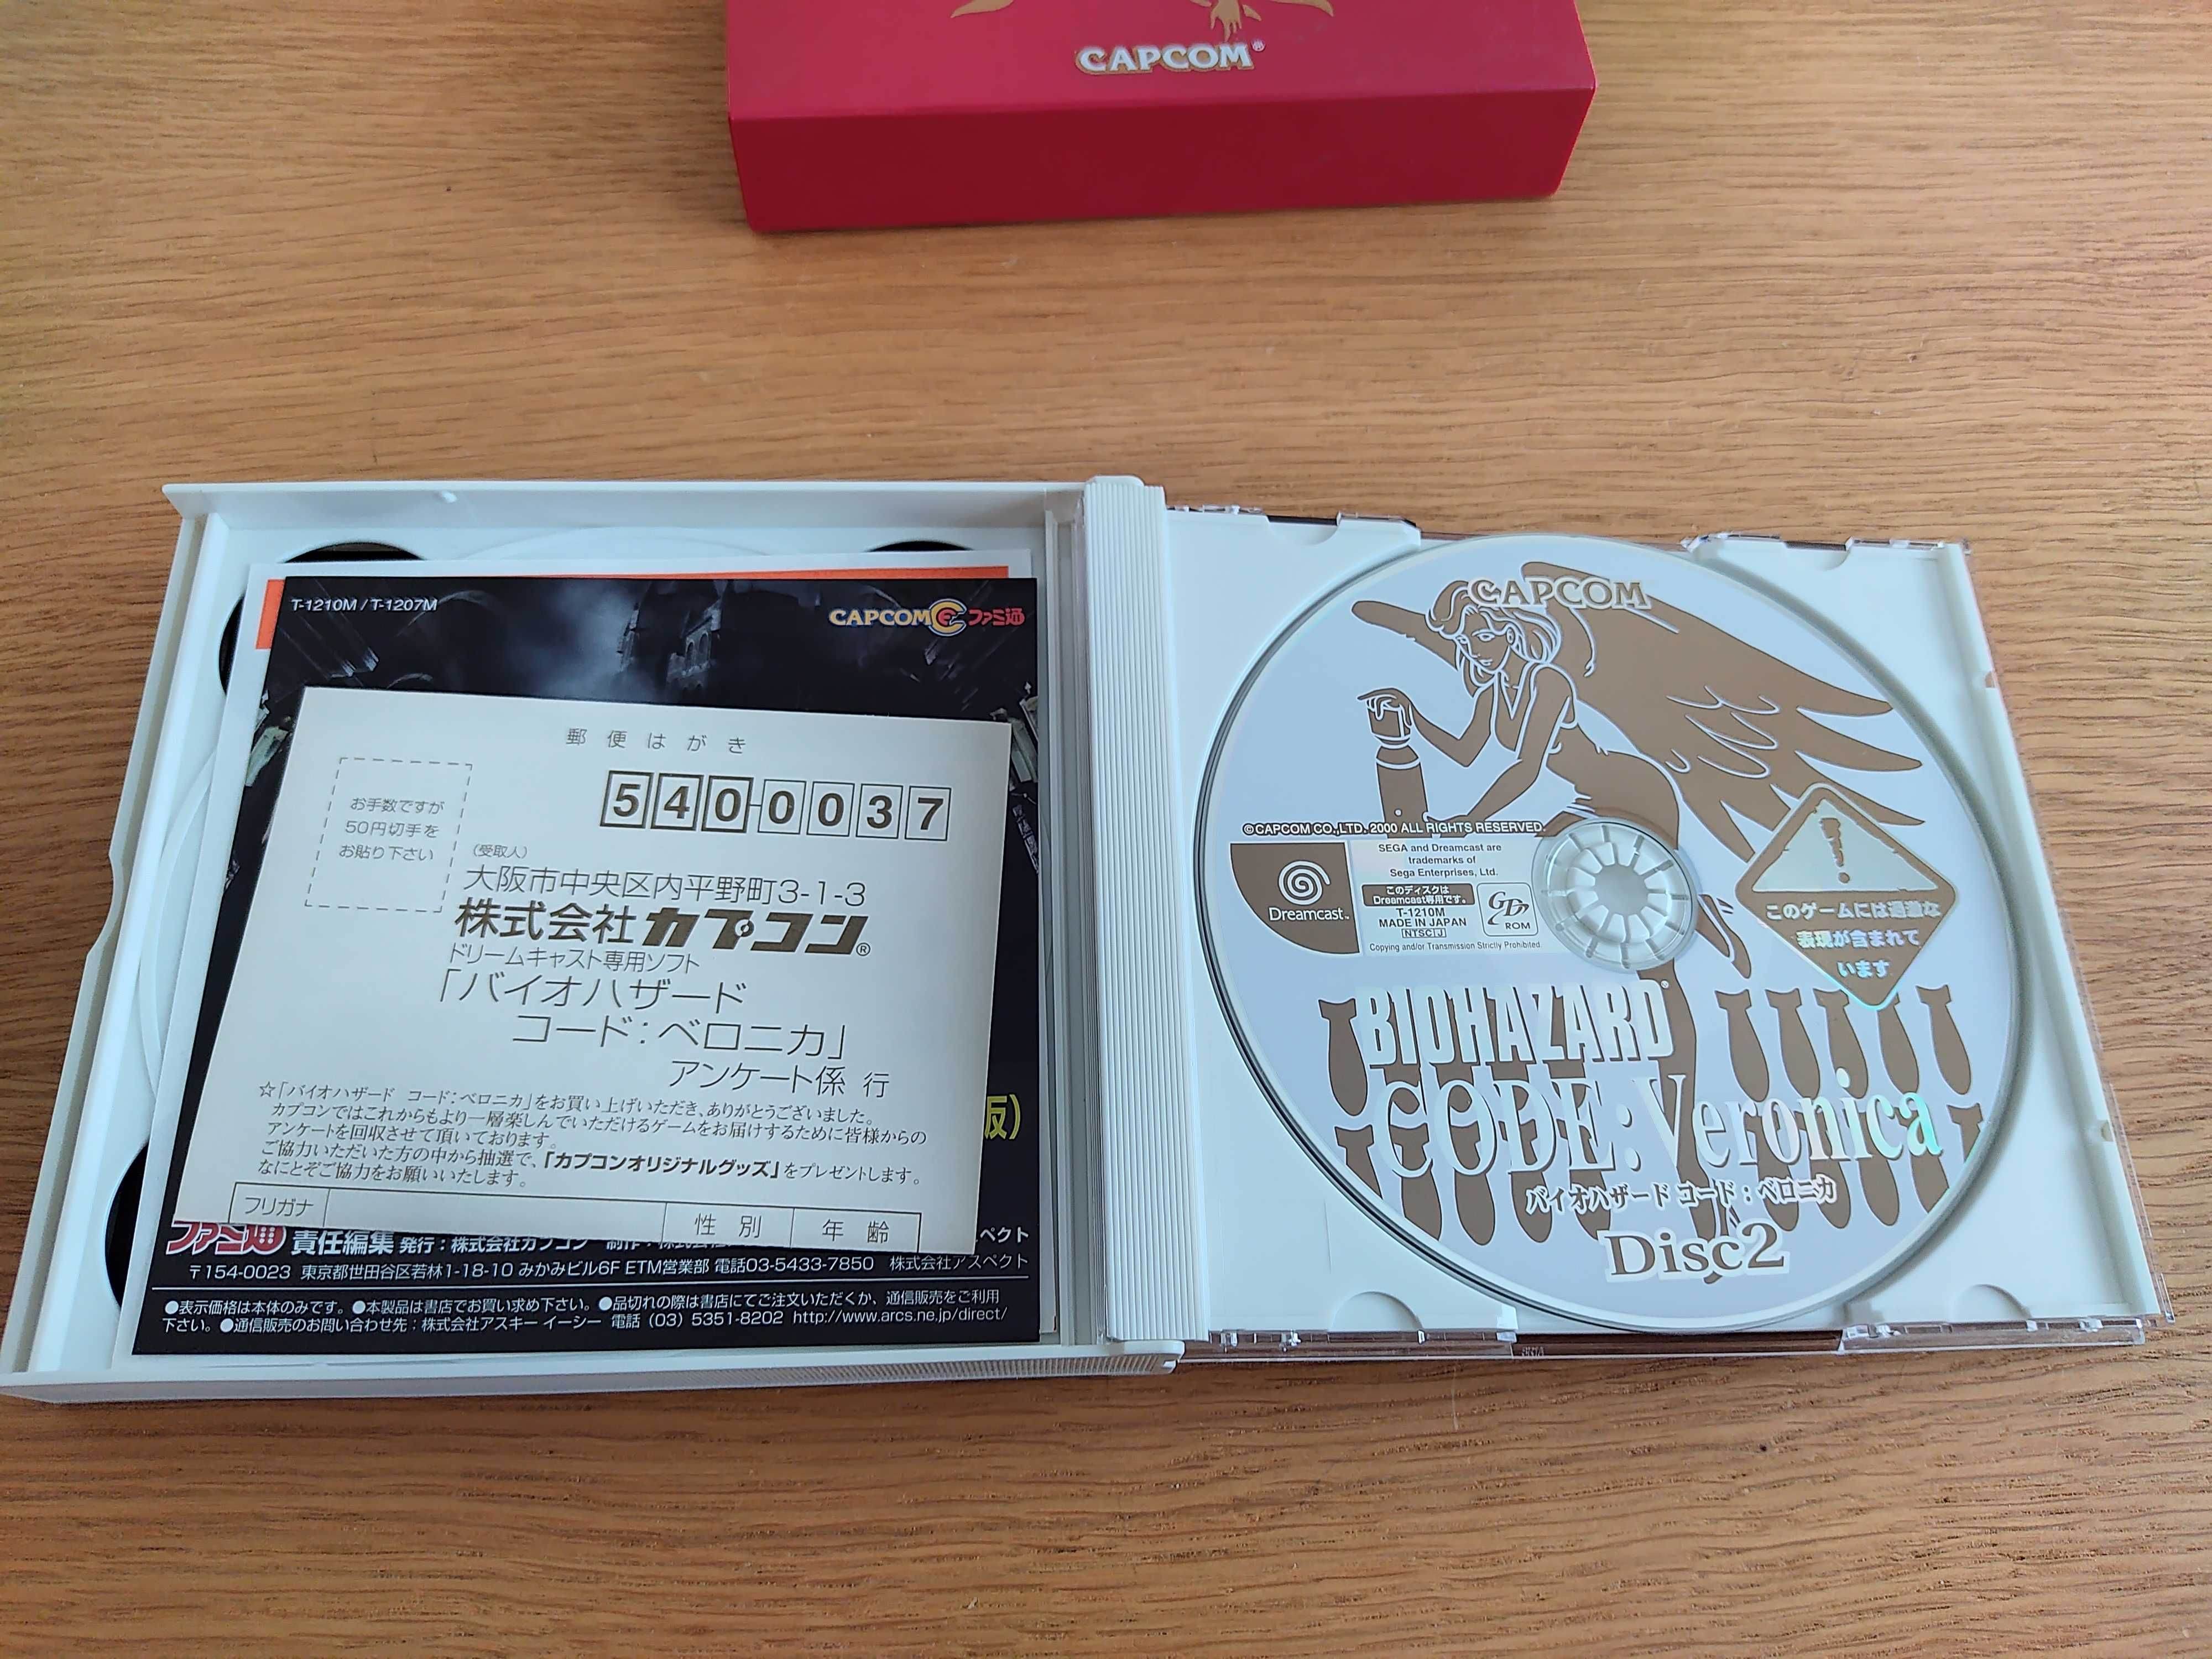 CAPCOM®
T-1210M / T-1207M
CAPCOM ファミ通
郵便はがき
お手数ですが
50円切手を
お貼り下さい
540-0037
(受取人)
大阪市中央区内平野町3-1-3
株式会社カプコン®
ドリームキャスト専用ソフト
「バイオハザード
コード:ベロニカ」
アンケート係 行
☆「バイオハザード コード:ベロニカ」をお買い上げいただき、ありがとうございました。
カプコンではこれからもより一層楽しんでいただけるゲームをお届けするために皆様からの
アンケートを回収させて頂いております。
ご協力いただいた方の中から抽選で、「カプコンオリジナルグッズ」をプレゼントします。
なにとぞご協力をお願いいたします。
フリガナ
性別
年齢
版)
ファミ通 責任編集 発行:株式会社カプコン 制作:株式会社 スペクト
〒154-0023 東京都世田谷区若林1-18-10 みかみビル6F ETM営業部 電話03-5433-7850 株式会社アスペクト
●表示価格は本体のみです。●本製品は書店でお買い求め下さい。●品切れの際は書店にてご注文いただくか、通信販売をご利用
下さい。●通信販売のお問い合わせ先:株式会社アスキー イーシー 電話 (03) 5351-8202 http://www.arcs.ne.jp/direct/
CAPCOM
©CAPCOM CO.,LTD. 2000 ALL RIGHTS RESERVED.
Dreamcast™
SEGA and Dreamcast are
trademarks of
Sega Enterprises, Ltd.
このディスクは
Dreamcast専用です。
T-1210M
MADE IN JAPAN
NTSC J
GD ROM
Copying and/or Transmission Strictly Prohibited.
!
このゲームには過激な
表現が含まれて
います
BIOHAZARD®
CODE:Veronica
バイオハザード コード:ベロニカ
Disc2